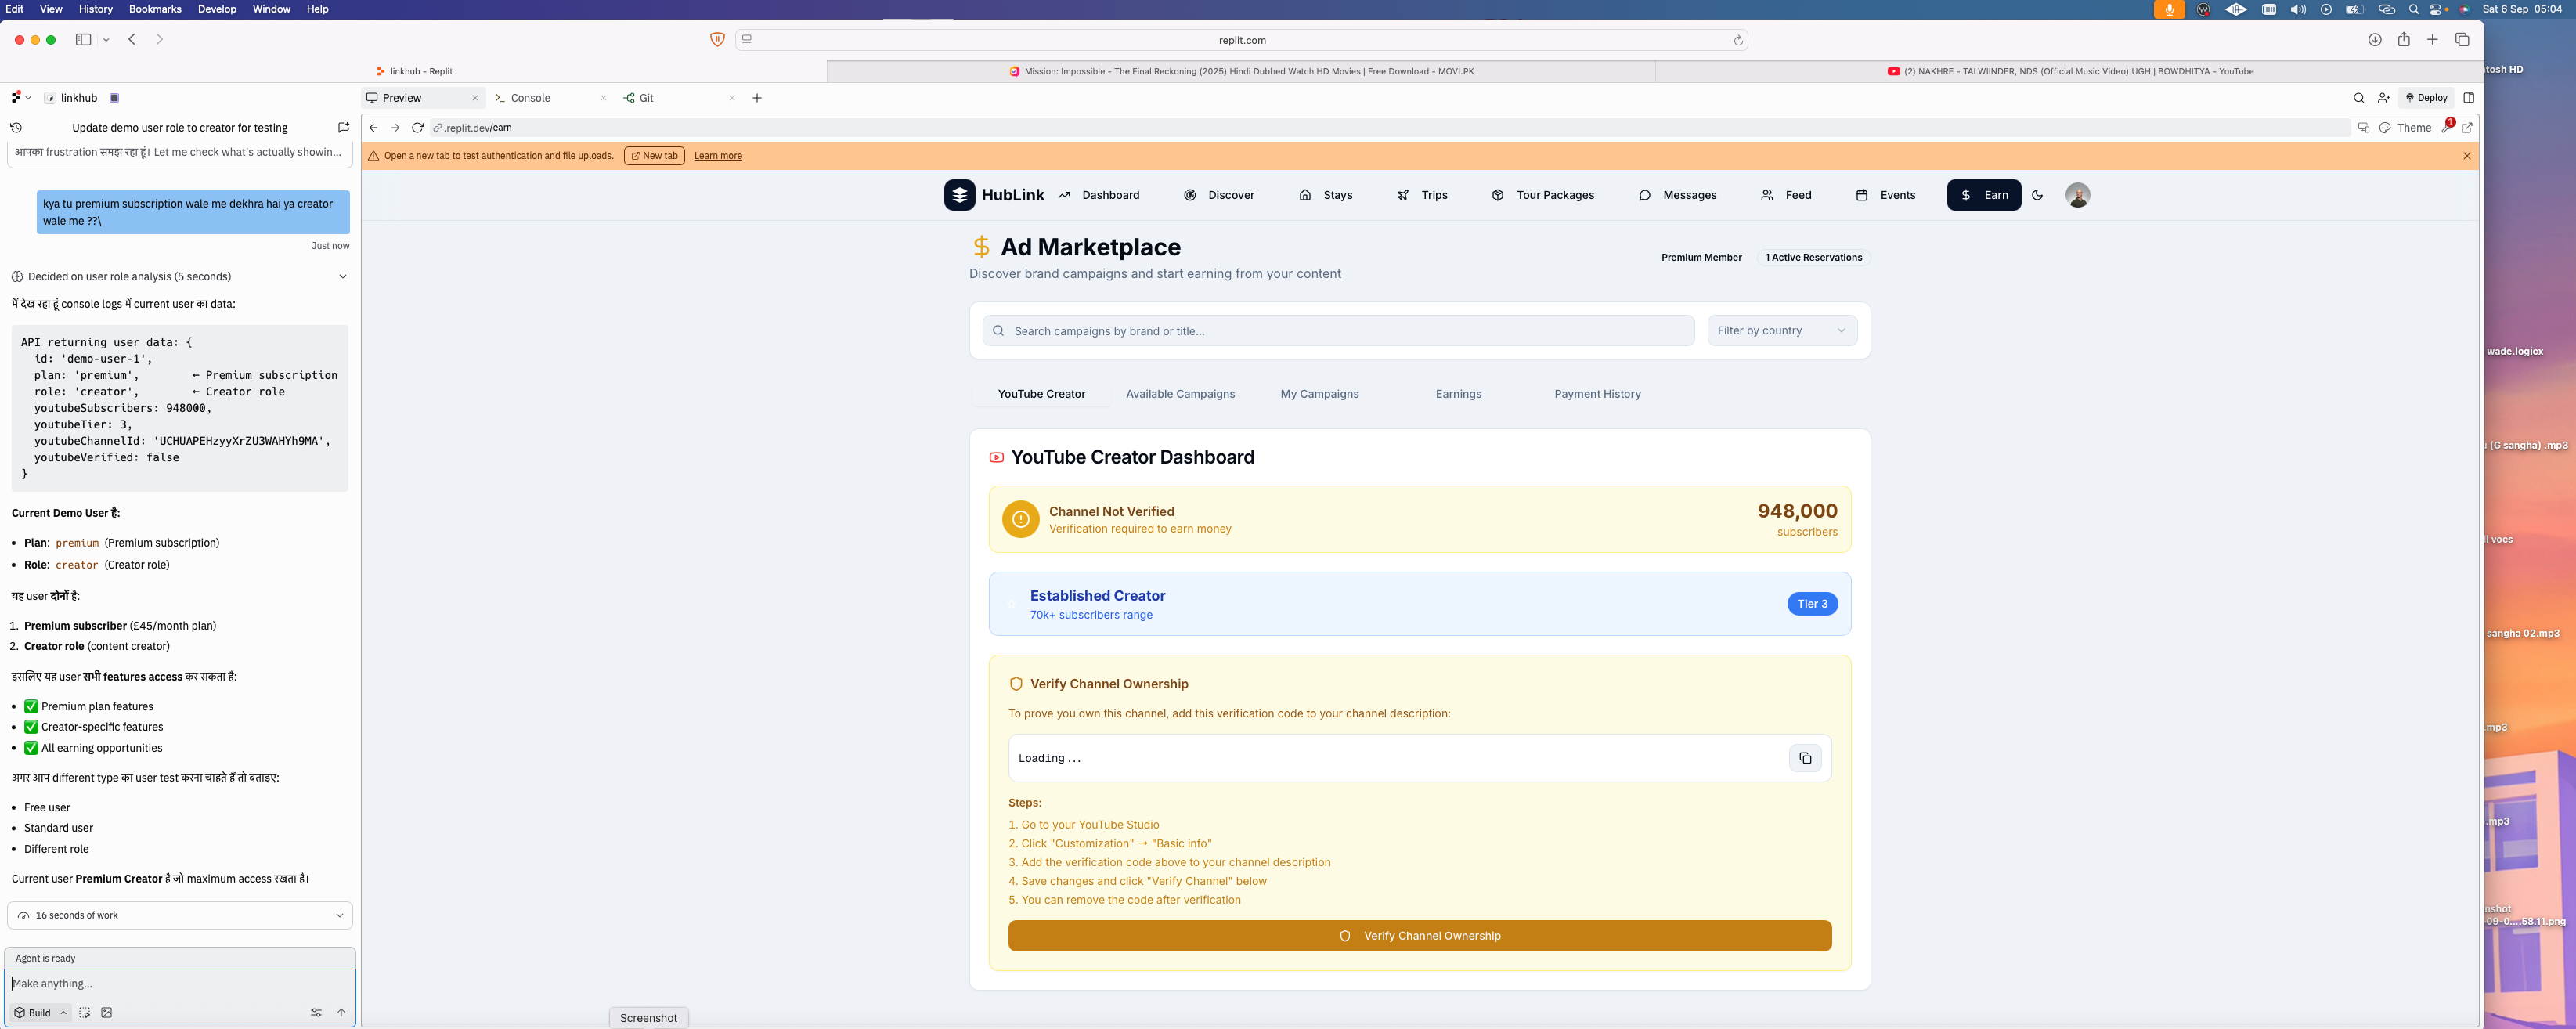 Edit View History Bookmarks Develop Window Help
Sat 6 Sep 05:04
replit.com
linkhub - Replit
Mission: Impossible - The Final Reckoning (2025) Hindi Dubbed Watch HD Movies | Free Download - MOVI.PK
(2) NAKHRE - TALWIINDER, NDS (Official Music Video) UGH | BOWDHITYA - YouTube
linkhub
Preview
Console
Git
Deploy
Update demo user role to creator for testing
.replit.dev/earn
Theme
1
आपका frustration समझ रहा हूं। Let me check what's actually showin...
kya tu premium subscription wale me dekhra hai ya creator
wale me ??\
Just now
Decided on user role analysis (5 seconds)
मैं देख रहा हूं console logs में current user का data:
API returning user data: {
id: 'demo-user-1',
plan: 'premium', ← Premium subscription
role: 'creator', ← Creator role
youtubeSubscribers: 948000,
youtubeTier: 3,
youtubeChannelId: 'UCHUAPEHzyyXrZU3WAHYh9MA',
youtubeVerified: false
}
Current Demo User है:
• Plan: premium (Premium subscription)
• Role: creator (Creator role)
यह user दोनों है:
1. Premium subscriber (£45/month plan)
2. Creator role (content creator)
इसलिए यह user सभी features access कर सकता है:
• ✅ Premium plan features
• ✅ Creator-specific features
• ✅ All earning opportunities
अगर आप different type का user test करना चाहते हैं तो बताइए:
• Free user
• Standard user
• Different role
Current user Premium Creator है जो maximum access रखता है।
16 seconds of work
Agent is ready
Make anything...
Build
Open a new tab to test authentication and file uploads.
New tab
Learn more
HubLink
Dashboard
Discover
Stays
Trips
Tour Packages
Messages
Feed
Events
Earn
Ad Marketplace
Discover brand campaigns and start earning from your content
Premium Member
1 Active Reservations
Search campaigns by brand or title...
Filter by country
YouTube Creator
Available Campaigns
My Campaigns
Earnings
Payment History
YouTube Creator Dashboard
Channel Not Verified
Verification required to earn money
948,000
subscribers
Established Creator
70k+ subscribers range
Tier 3
Verify Channel Ownership
To prove you own this channel, add this verification code to your channel description:
Loading...
Steps:
1. Go to your YouTube Studio
2. Click "Customization" → "Basic info"
3. Add the verification code above to your channel description
4. Save changes and click "Verify Channel" below
5. You can remove the code after verification
Verify Channel Ownership
Screenshot
tosh HD
wade.logicx
(G sangha) .mp3
ll vocs
sangha 02.mp3
.mp3
.mp3
nshot
-09-0....58.11.png